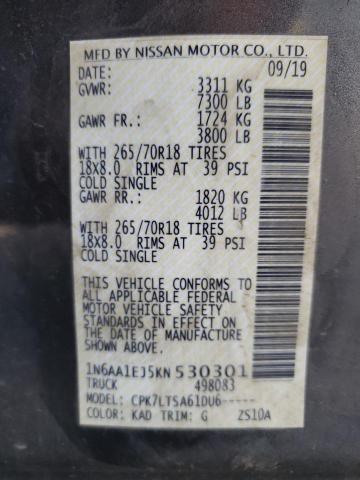 MFD BY NISSAN MOTOR CO., LTD.
DATE: 09/19
GVWR: 3311 KG
7300 LB
GAWR FR.: 1724 KG
3800 LB
WITH 265/70R18 TIRES
18X8.0 RIMS AT 39 PSI
COLD SINGLE
GAWR RR.: 1820 KG
4012 LB
WITH 265/70R18 TIRES
18X8.0 RIMS AT 39 PSI
COLD SINGLE
THIS VEHICLE CONFORMS TO
ALL APPLICABLE FEDERAL
MOTOR VEHICLE SAFETY
STANDARDS IN EFFECT ON THE
DATE OF MANUFACTURE SHOWN
ABOVE.
1N6AA1EJ5KN530301
TRUCK 498083
MODEL: CPK7LTSA61DU6-----
COLOR: KAD TRIM: G ZS10A